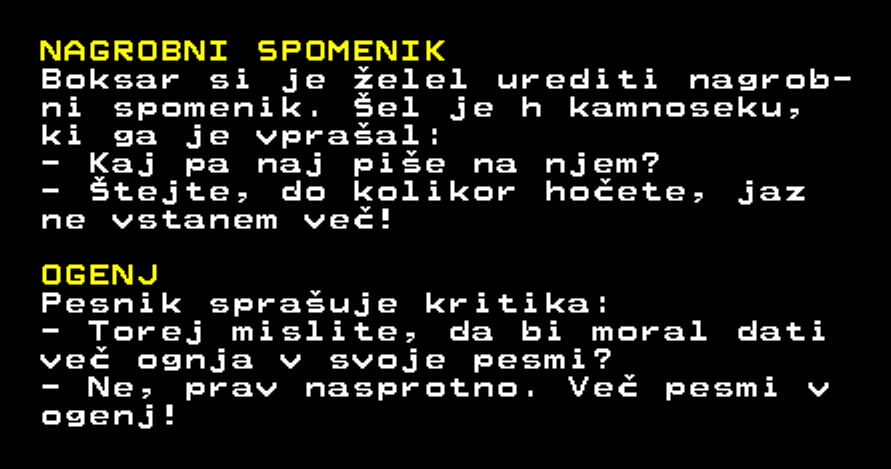 NAGROBNI SPOMENIK
Boksar si je želel urediti nagrob-
ni spomenik. Šel je h kamnoseku,
ki ga je vprašal:
- Kaj pa naj piše na njem?
- Štejte, do kolikor hočete, jaz
ne vstanem več!
OGENJ
Pesnik sprašuje kritika:
- Torej mislite, da bi moral dati
več ognja v svoje pesmi?
- Ne, prav nasprotno. Več pesmi v
ogenj!